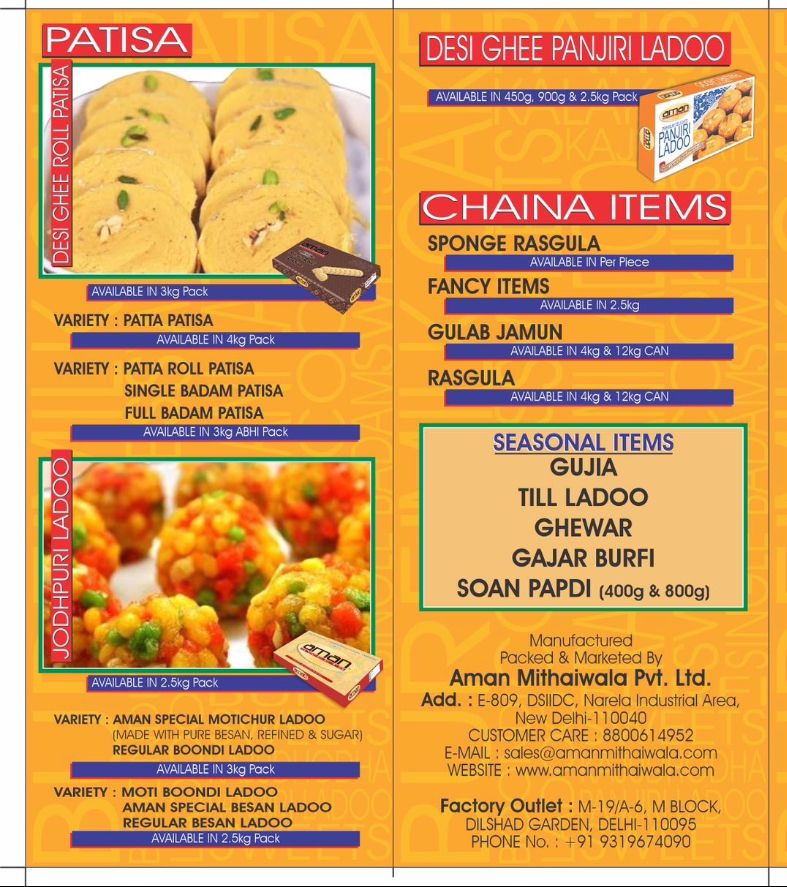 PATISA
DESI GHEE ROLL PATISA
aman
AVAILABLE IN 3kg Pack
VARIETY : PATTA PATISA
AVAILABLE IN 4kg Pack
VARIETY : PATTA ROLL PATISA
SINGLE BADAM PATISA
FULL BADAM PATISA
AVAILABLE IN 3kg ABHI Pack
JODHPURI LADOO
aman
AVAILABLE IN 2.5kg Pack
VARIETY : AMAN SPECIAL MOTICHUR LADOO
(MADE WITH PURE BESAN, REFINED & SUGAR)
REGULAR BOONDI LADOO
AVAILABLE IN 3kg Pack
VARIETY : MOTI BOONDI LADOO
AMAN SPECIAL BESAN LADOO
REGULAR BESAN LADOO
AVAILABLE IN 2.5kg Pack
DESI GHEE PANJIRI LADOO
AVAILABLE IN 450g, 900g & 2.5kg Pack
aman
PANJIRI
LADOO
CHAINA ITEMS
SPONGE RASGULA
AVAILABLE IN Per Piece
FANCY ITEMS
AVAILABLE IN 2.5kg
GULAB JAMUN
AVAILABLE IN 4kg & 12kg CAN
RASGULA
AVAILABLE IN 4kg & 12kg CAN
SEASONAL ITEMS
GUJIA
TILL LADOO
GHEWAR
GAJAR BURFI
SOAN PAPDI (400g & 800g)
Manufactured
Packed & Marketed By
Aman Mithaiwala Pvt. Ltd.
Add. : E-809, DSIIDC, Narela Industrial Area,
New Delhi-110040
CUSTOMER CARE : 8800614952
E-MAIL : sales@amanmithaiwala.com
WEBSITE : www.amanmithaiwala.com
Factory Outlet : M-19/A-6, M BLOCK,
DILSHAD GARDEN, DELHI-110095
PHONE No. : +91 9319674090